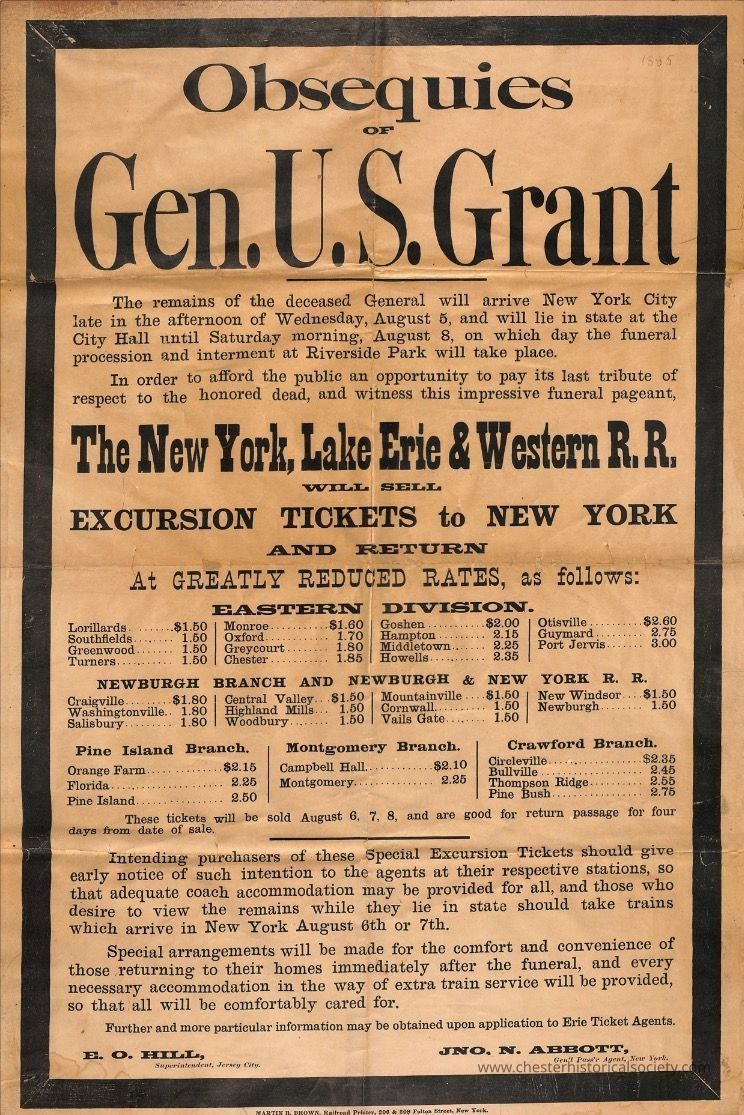 1885
Obsequies
OF
Gen. U. S. Grant
The remains of the deceased General will arrive New York City
late in the afternoon of Wednesday, August 5, and will lie in state at the
City Hall until Saturday morning, August 8, on which day the funeral
procession and interment at Riverside Park will take place.
In order to afford the public an opportunity to pay its last tribute of
respect to the honored dead, and witness this impressive funeral pageant,
The New York, Lake Erie & Western R. R.
WILL SELL
EXCURSION TICKETS to NEW YORK
AND RETURN
At GREATLY REDUCED RATES, as follows:
EASTERN DIVISION.
Lorillards........$1.50
Southfields....... 1.50
Greenwood....... 1.50
Turners.......... 1.50
Monroe..........$1.60
Oxford.......... 1.70
Greycourt....... 1.80
Chester.......... 1.85
Goshen.........$2.00
Hampton........ 2.15
Middletown...... 2.25
Howells......... 2.35
Otisville.........$2.60
Guymard........ 2.75
Port Jervis...... 3.00
NEWBURGH BRANCH AND NEWBURGH & NEW YORK R. R.
Craigville........$1.80
Washingtonville.. 1.80
Salisbury........ 1.80
Central Valley...$1.50
Highland Mills... 1.50
Woodbury....... 1.50
Mountainville....$1.50
Cornwall........ 1.50
Vails Gate...... 1.50
New Windsor...$1.50
Newburgh...... 1.50
Pine Island Branch.
Orange Farm............$2.15
Florida.................. 2.25
Pine Island............. 2.50
Montgomery Branch.
Campbell Hall...........$2.10
Montgomery............. 2.25
Crawford Branch.
Circleville................$2.35
Bullville................. 2.45
Thompson Ridge......... 2.55
Pine Bush............... 2.75
These tickets will be sold August 6, 7, 8, and are good for return passage for four
days from date of sale.
Intending purchasers of these Special Excursion Tickets should give
early notice of such intention to the agents at their respective stations, so
that adequate coach accommodation may be provided for all, and those who
desire to view the remains while they lie in state should take trains
which arrive in New York August 6th or 7th.
Special arrangements will be made for the comfort and convenience of
those returning to their homes immediately after the funeral, and every
necessary accommodation in the way of extra train service will be provided,
so that all will be comfortably cared for.
Further and more particular information may be obtained upon application to Erie Ticket Agents.
E. O. HILL,
Superintendent, Jersey City.
JNO. N. ABBOTT,
Gen'l Pass'r Agent, New York.
www.chesterhistoricalsociety.com
MARTIN B. BROWN, Railroad Printer, 206 & 208 Fulton Street, New York.